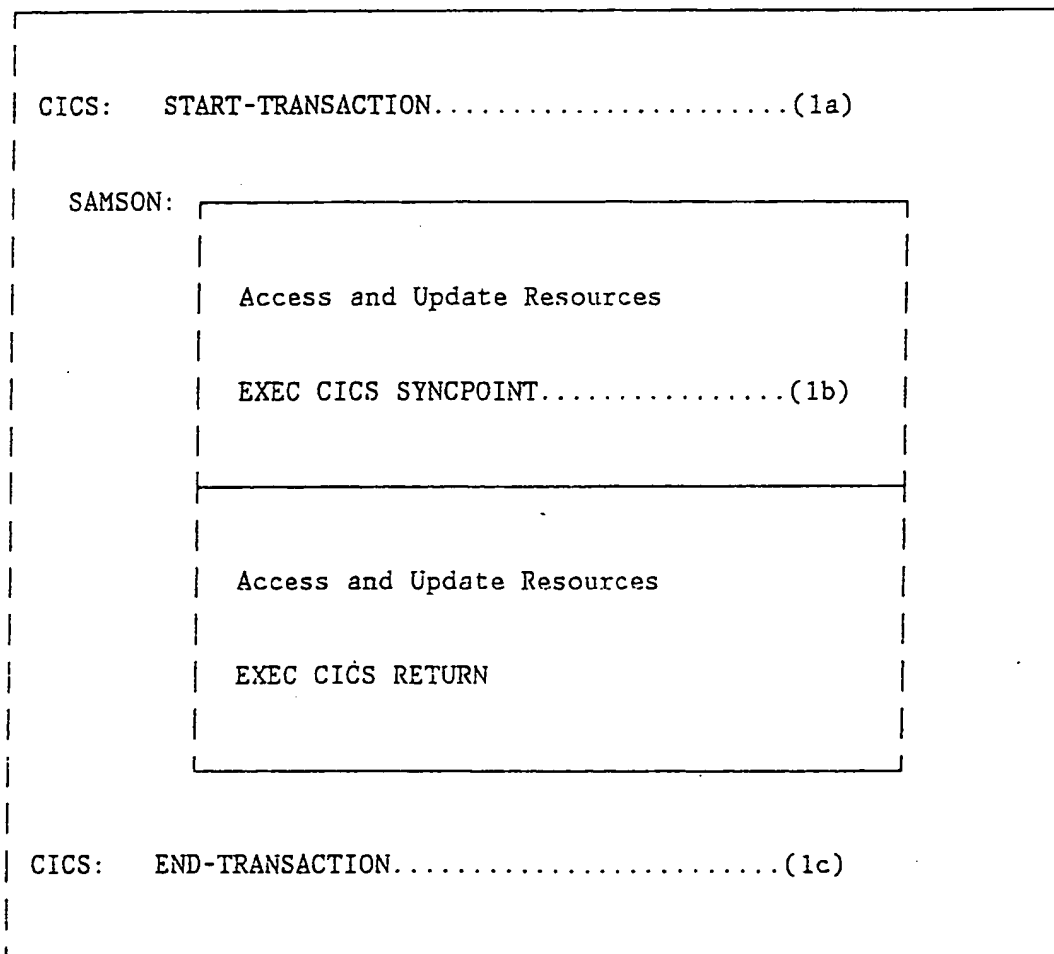 CICS: START-TRANSACTION.......................(1a)
SAMSON:
Access and Update Resources
EXEC CICS SYNCPOINT................(1b)
Access and Update Resources
EXEC CICS RETURN
CICS: END-TRANSACTION.........................(1c)